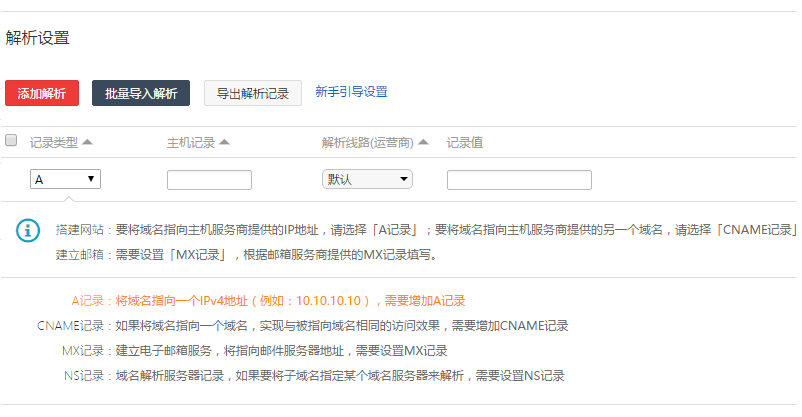 解析设置
添加解析 批量导入解析 导出解析记录 新手引导设置
记录类型 主机记录 解析线路(运营商) 记录值
A 默认
搭建网站：要将域名指向主机服务商提供的IP地址，请选择「A记录」；要将域名指向主机服务商提供的另一个域名，请选择「CNAME记录」
建立邮箱：需要设置「MX记录」，根据邮箱服务商提供的MX记录填写。
A记录：将域名指向一个IPv4地址（例如：10.10.10.10），需要增加A记录
CNAME记录：如果将域名指向一个域名，实现与被指向域名相同的访问效果，需要增加CNAME记录
MX记录：建立电子邮箱服务，将指向邮件服务器地址，需要设置MX记录
NS记录：域名解析服务器记录，如果要将子域名指定某个域名服务器来解析，需要设置NS记录